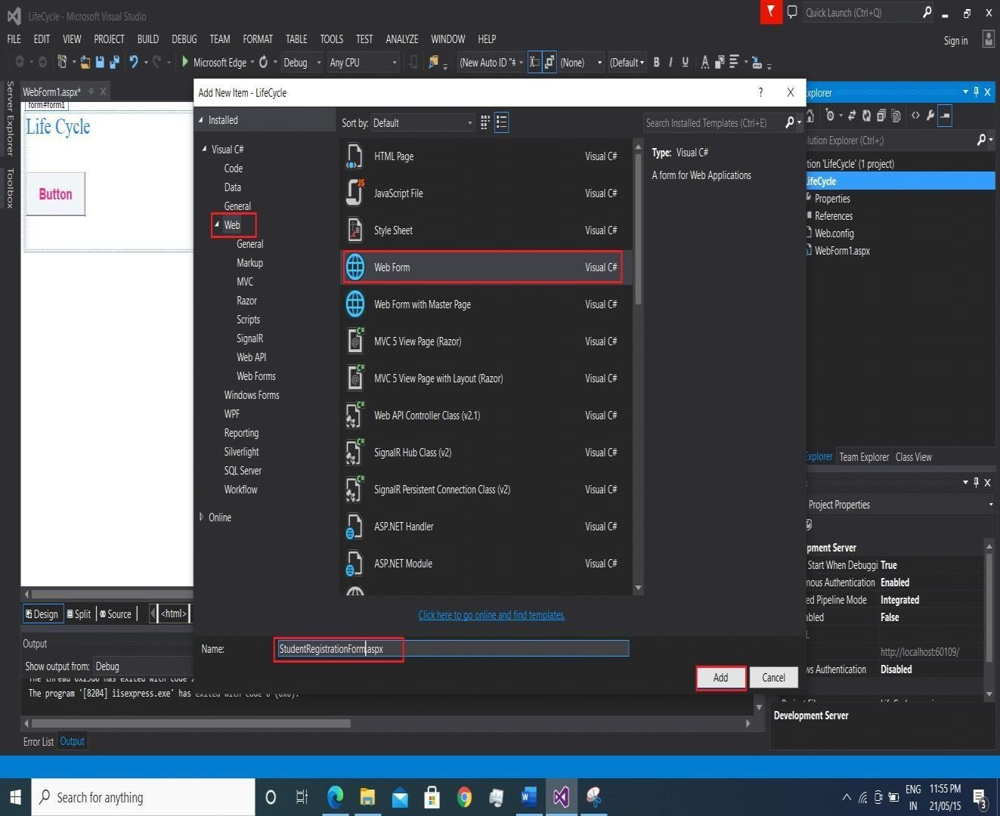 LifeCycle - Microsoft Visual Studio
Quick Launch (Ctrl+Q)
FILE EDIT VIEW PROJECT BUILD DEBUG TEAM FORMAT TABLE TOOLS TEST ANALYZE WINDOW HELP
Sign in
Microsoft Edge Debug Any CPU (New Auto ID (None) (Default B I U A
Server Explorer
Toolbox
WebForm1.aspx*
form#form1
Life Cycle
Button
Design Split Source <html>
Output
Show output from: Debug
The program '[8204] iisexpress.exe' has exited with code 0 (0x0).
Error List Output
Add New Item - LifeCycle ? X
Installed
Visual C#
Code
Data
General
Web
General
Markup
MVC
Razor
Scripts
SignalR
Web API
Web Forms
Windows Forms
WPF
Reporting
Silverlight
SQL Server
Workflow
Online
Sort by: Default
HTML Page Visual C#
JavaScript File Visual C#
Style Sheet Visual C#
Web Form Visual C#
Web Form with Master Page Visual C#
MVC 5 View Page (Razor) Visual C#
MVC 5 View Page with Layout (Razor) Visual C#
Web API Controller Class (v2.1) Visual C#
SignalR Hub Class (v2) Visual C#
SignalR Persistent Connection Class (v2) Visual C#
ASP.NET Handler Visual C#
ASP.NET Module Visual C#
Search Installed Templates (Ctrl+E)
Type: Visual C#
A form for Web Applications
Click here to go online and find templates.
Name: StudentRegistrationForm.aspx
Add Cancel
xplorer
lution Explorer (Ctrl+;)
tion 'LifeCycle' (1 project)
ifeCycle
Properties
References
Web.config
WebForm1.aspx
Explorer Team Explorer Class View
Project Properties
pment Server
Start When Debuggi True
mous Authentication Enabled
ed Pipeline Mode Integrated
abled False
L http://localhost:60109/
ws Authentication Disabled
Development Server
Search for anything
ENG
IN
11:55 PM
21/05/15
3